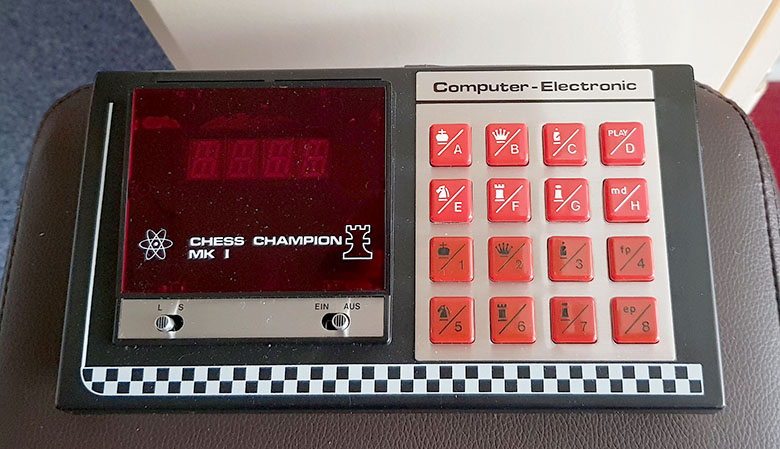 Computer-Electronic
A B C PLAY/D
E F G md/H
1 2 3 fp/4
5 6 7 ep/8
CHESS CHAMPION
MK I
L S
EIN AUS